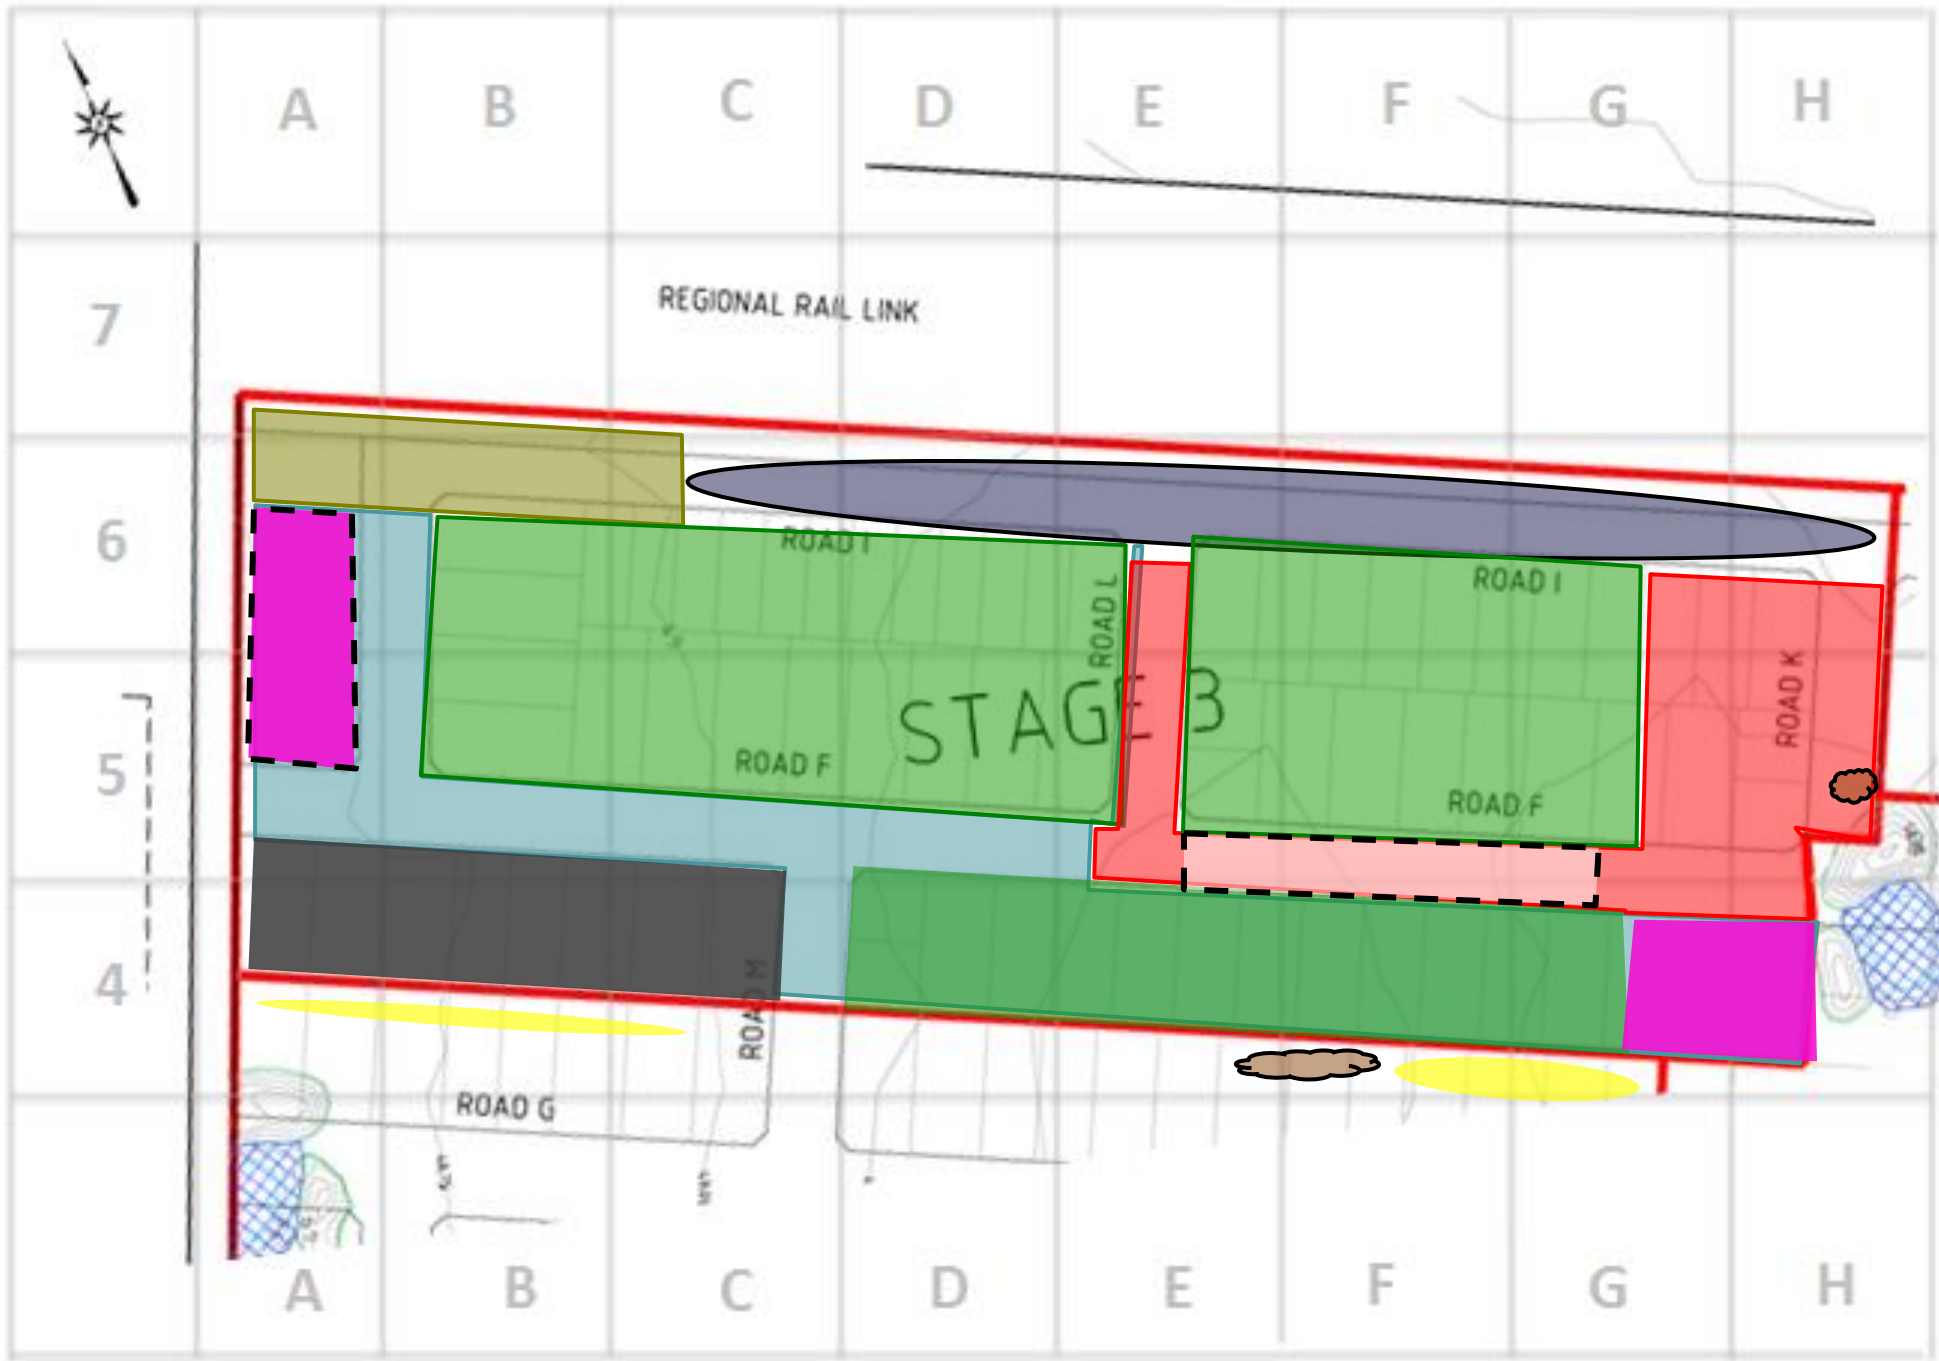 A B C D E F G H
7
REGIONAL RAIL LINK
6
ROAD I
ROAD I
ROAD L
ROAD K
STAGE 3
5
ROAD F
ROAD F
4
ROAD M
ROAD G
A B C D E F G H